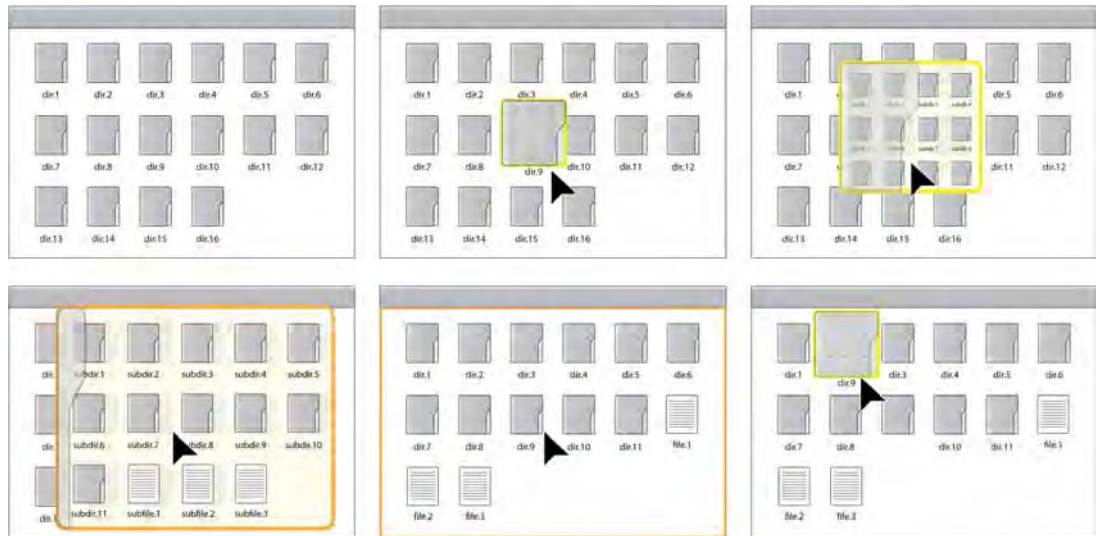 dir.1 dir.2 dir.3 dir.4 dir.5 dir.6
dir.7 dir.8 dir.9 dir.10 dir.11 dir.12
dir.13 dir.14 dir.15 dir.16
dir.1 dir.2 dir.3 dir.4 dir.5 dir.6
dir.7 dir.8 dir.10 dir.11 dir.12
dir.9
dir.13 dir.14 dir.15 dir.16
dir.1 dir.5 dir.6
dir.7 dir.11 dir.12
dir.13 dir.14 dir.15 dir.16
subdir.1 subdir.2 subdir.3 subdir.4 subdir.5
subdir.6 subdir.7 subdir.8 subdir.9 subdir.10
subdir.11 subfile.1 subfile.2 subfile.3
dir.1 dir.2 dir.3 dir.4 dir.5 dir.6
dir.7 dir.8 dir.9 dir.10 dir.11 file.1
file.2 file.3
dir.1 dir.3 dir.4 dir.5 dir.6
dir.9
dir.7 dir.8 dir.10 dir.11 file.1
file.2 file.3